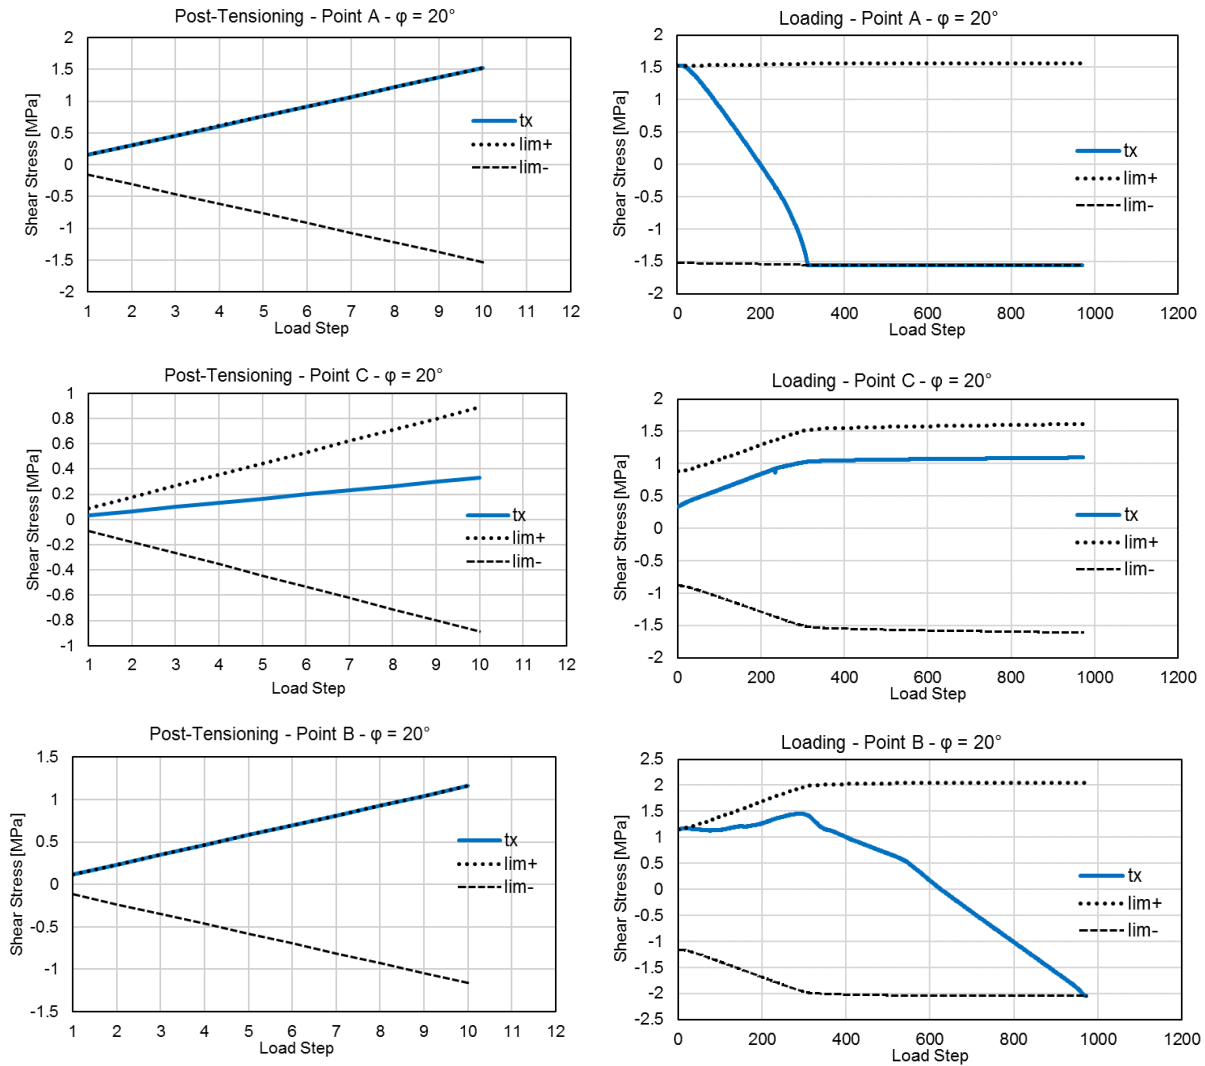 Post-Tensioning - Point A - φ = 20°
Shear Stress [MPa]
2
1.5
1
0.5
0
-0.5
-1
-1.5
-2
tx
lim+
lim-
1 2 3 4 5 6 7 8 9 10 11 12
Load Step
Loading - Point A - φ = 20°
Shear Stress [MPa]
2
1.5
1
0.5
0
-0.5
-1
-1.5
-2
tx
lim+
lim-
0 200 400 600 800 1000 1200
Load Step
Post-Tensioning - Point C - φ = 20°
Shear Stress [MPa]
1
0.8
0.6
0.4
0.2
0
-0.2
-0.4
-0.6
-0.8
-1
tx
lim+
lim-
1 2 3 4 5 6 7 8 9 10 11 12
Load Step
Loading - Point C - φ = 20°
Shear Stress [MPa]
2
1.5
1
0.5
0
-0.5
-1
-1.5
-2
tx
lim+
lim-
0 200 400 600 800 1000 1200
Load Step
Post-Tensioning - Point B - φ = 20°
Shear Stress [MPa]
1.5
1
0.5
0
-0.5
-1
-1.5
tx
lim+
lim-
1 2 3 4 5 6 7 8 9 10 11 12
Load Step
Loading - Point B - φ = 20°
Shear Stress [MPa]
2.5
2
1.5
1
0.5
0
-0.5
-1
-1.5
-2
-2.5
tx
lim+
lim-
0 200 400 600 800 1000 1200
Load Step